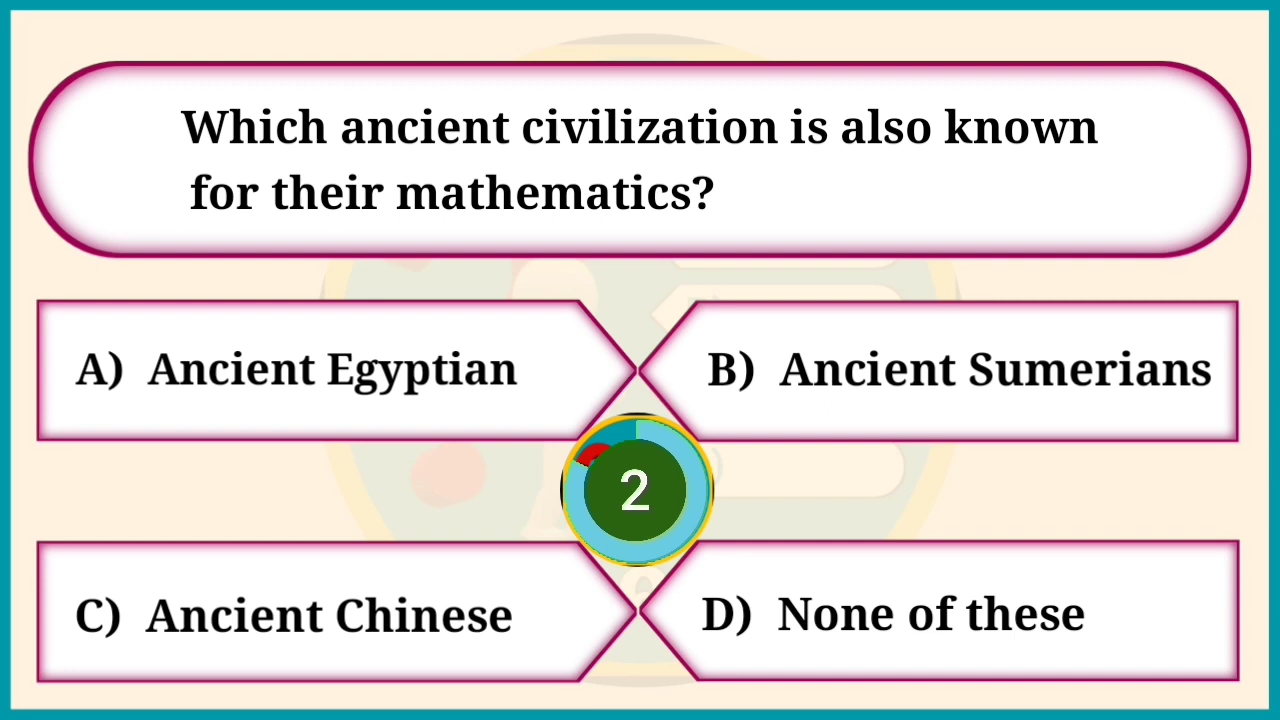 Which ancient civilization is also known
for their mathematics?
A) Ancient Egyptian
B) Ancient Sumerians
2
C) Ancient Chinese
D) None of these